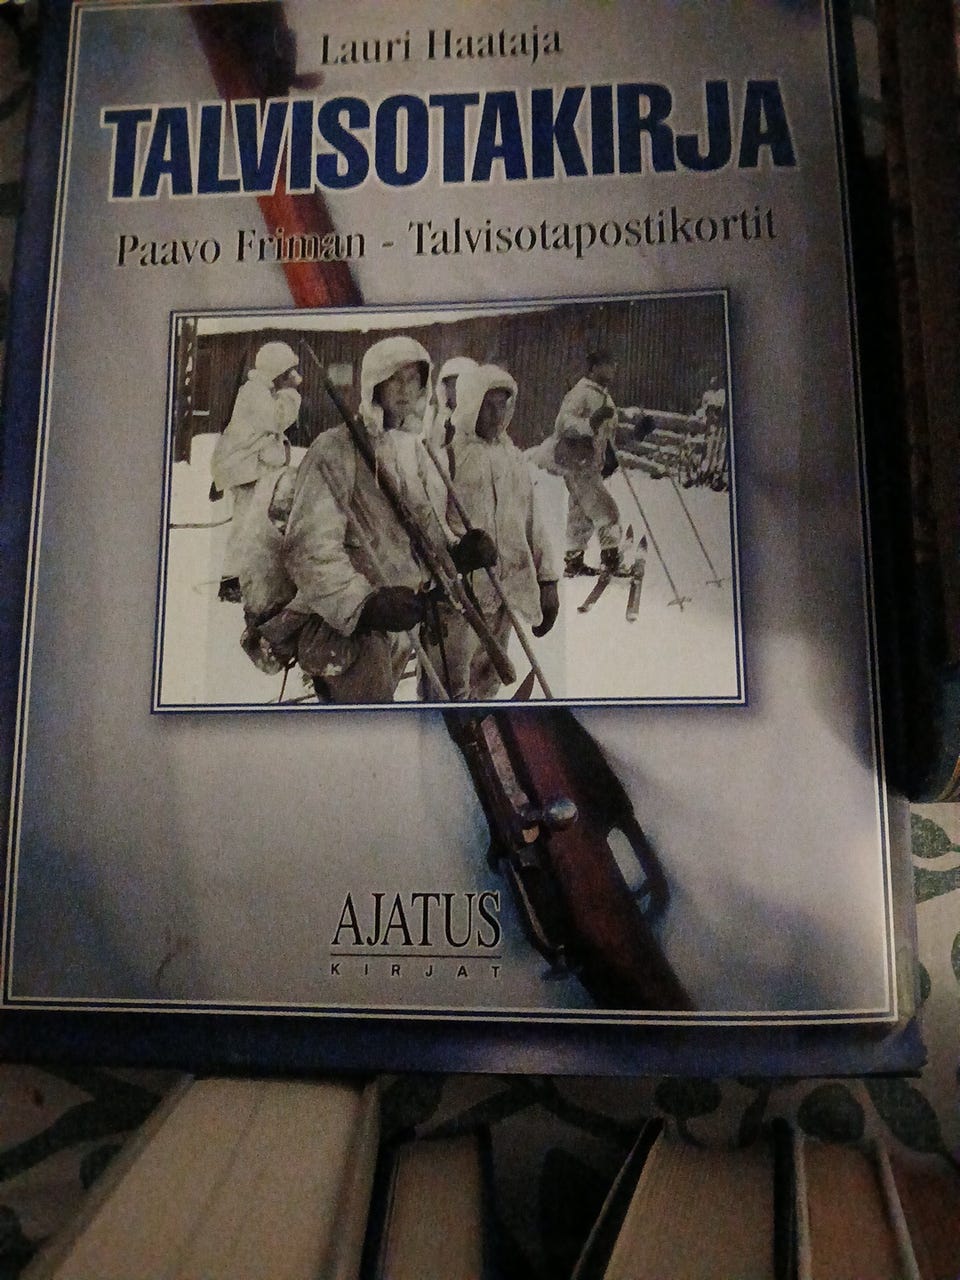 Lauri Haataja
TALVISOTAKIRJA
Paavo Friman - Talvisotapostikortit
AJATUS
KIRJAT